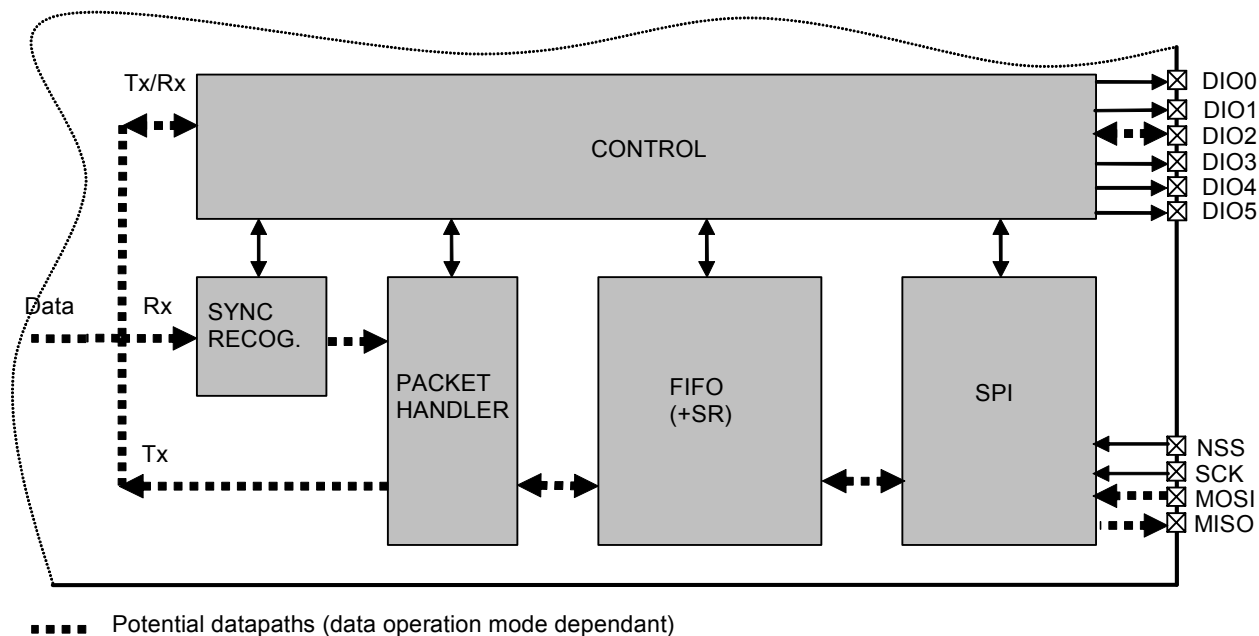 Tx/Rx
DIO0
DIO1
DIO2
DIO3
DIO4
DIO5
CONTROL
Data
Rx
SYNC
RECOG.
PACKET
HANDLER
FIFO
(+SR)
SPI
Tx
NSS
SCK
MOSI
MISO
Potential datapaths (data operation mode dependant)